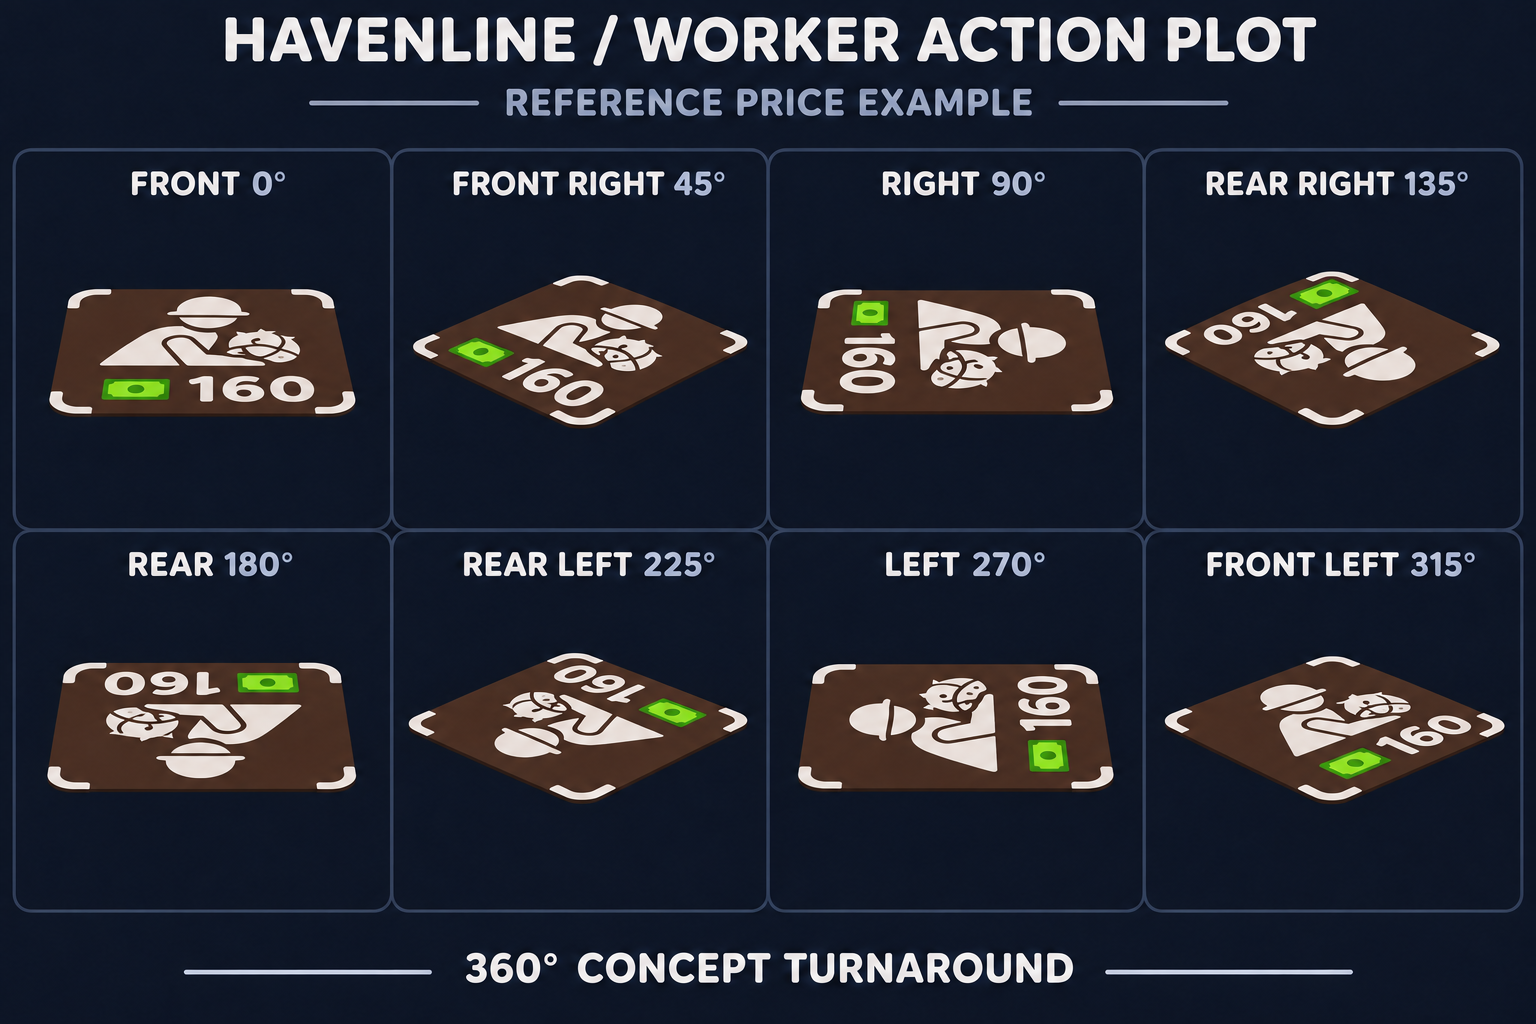 HAVENLINE / WORKER ACTION PLOT
REFERENCE PRICE EXAMPLE
FRONT 0°
FRONT RIGHT 45°
RIGHT 90°
REAR RIGHT 135°
160
160
160
160
REAR 180°
REAR LEFT 225°
LEFT 270°
FRONT LEFT 315°
160
160
160
160
360° CONCEPT TURNAROUND